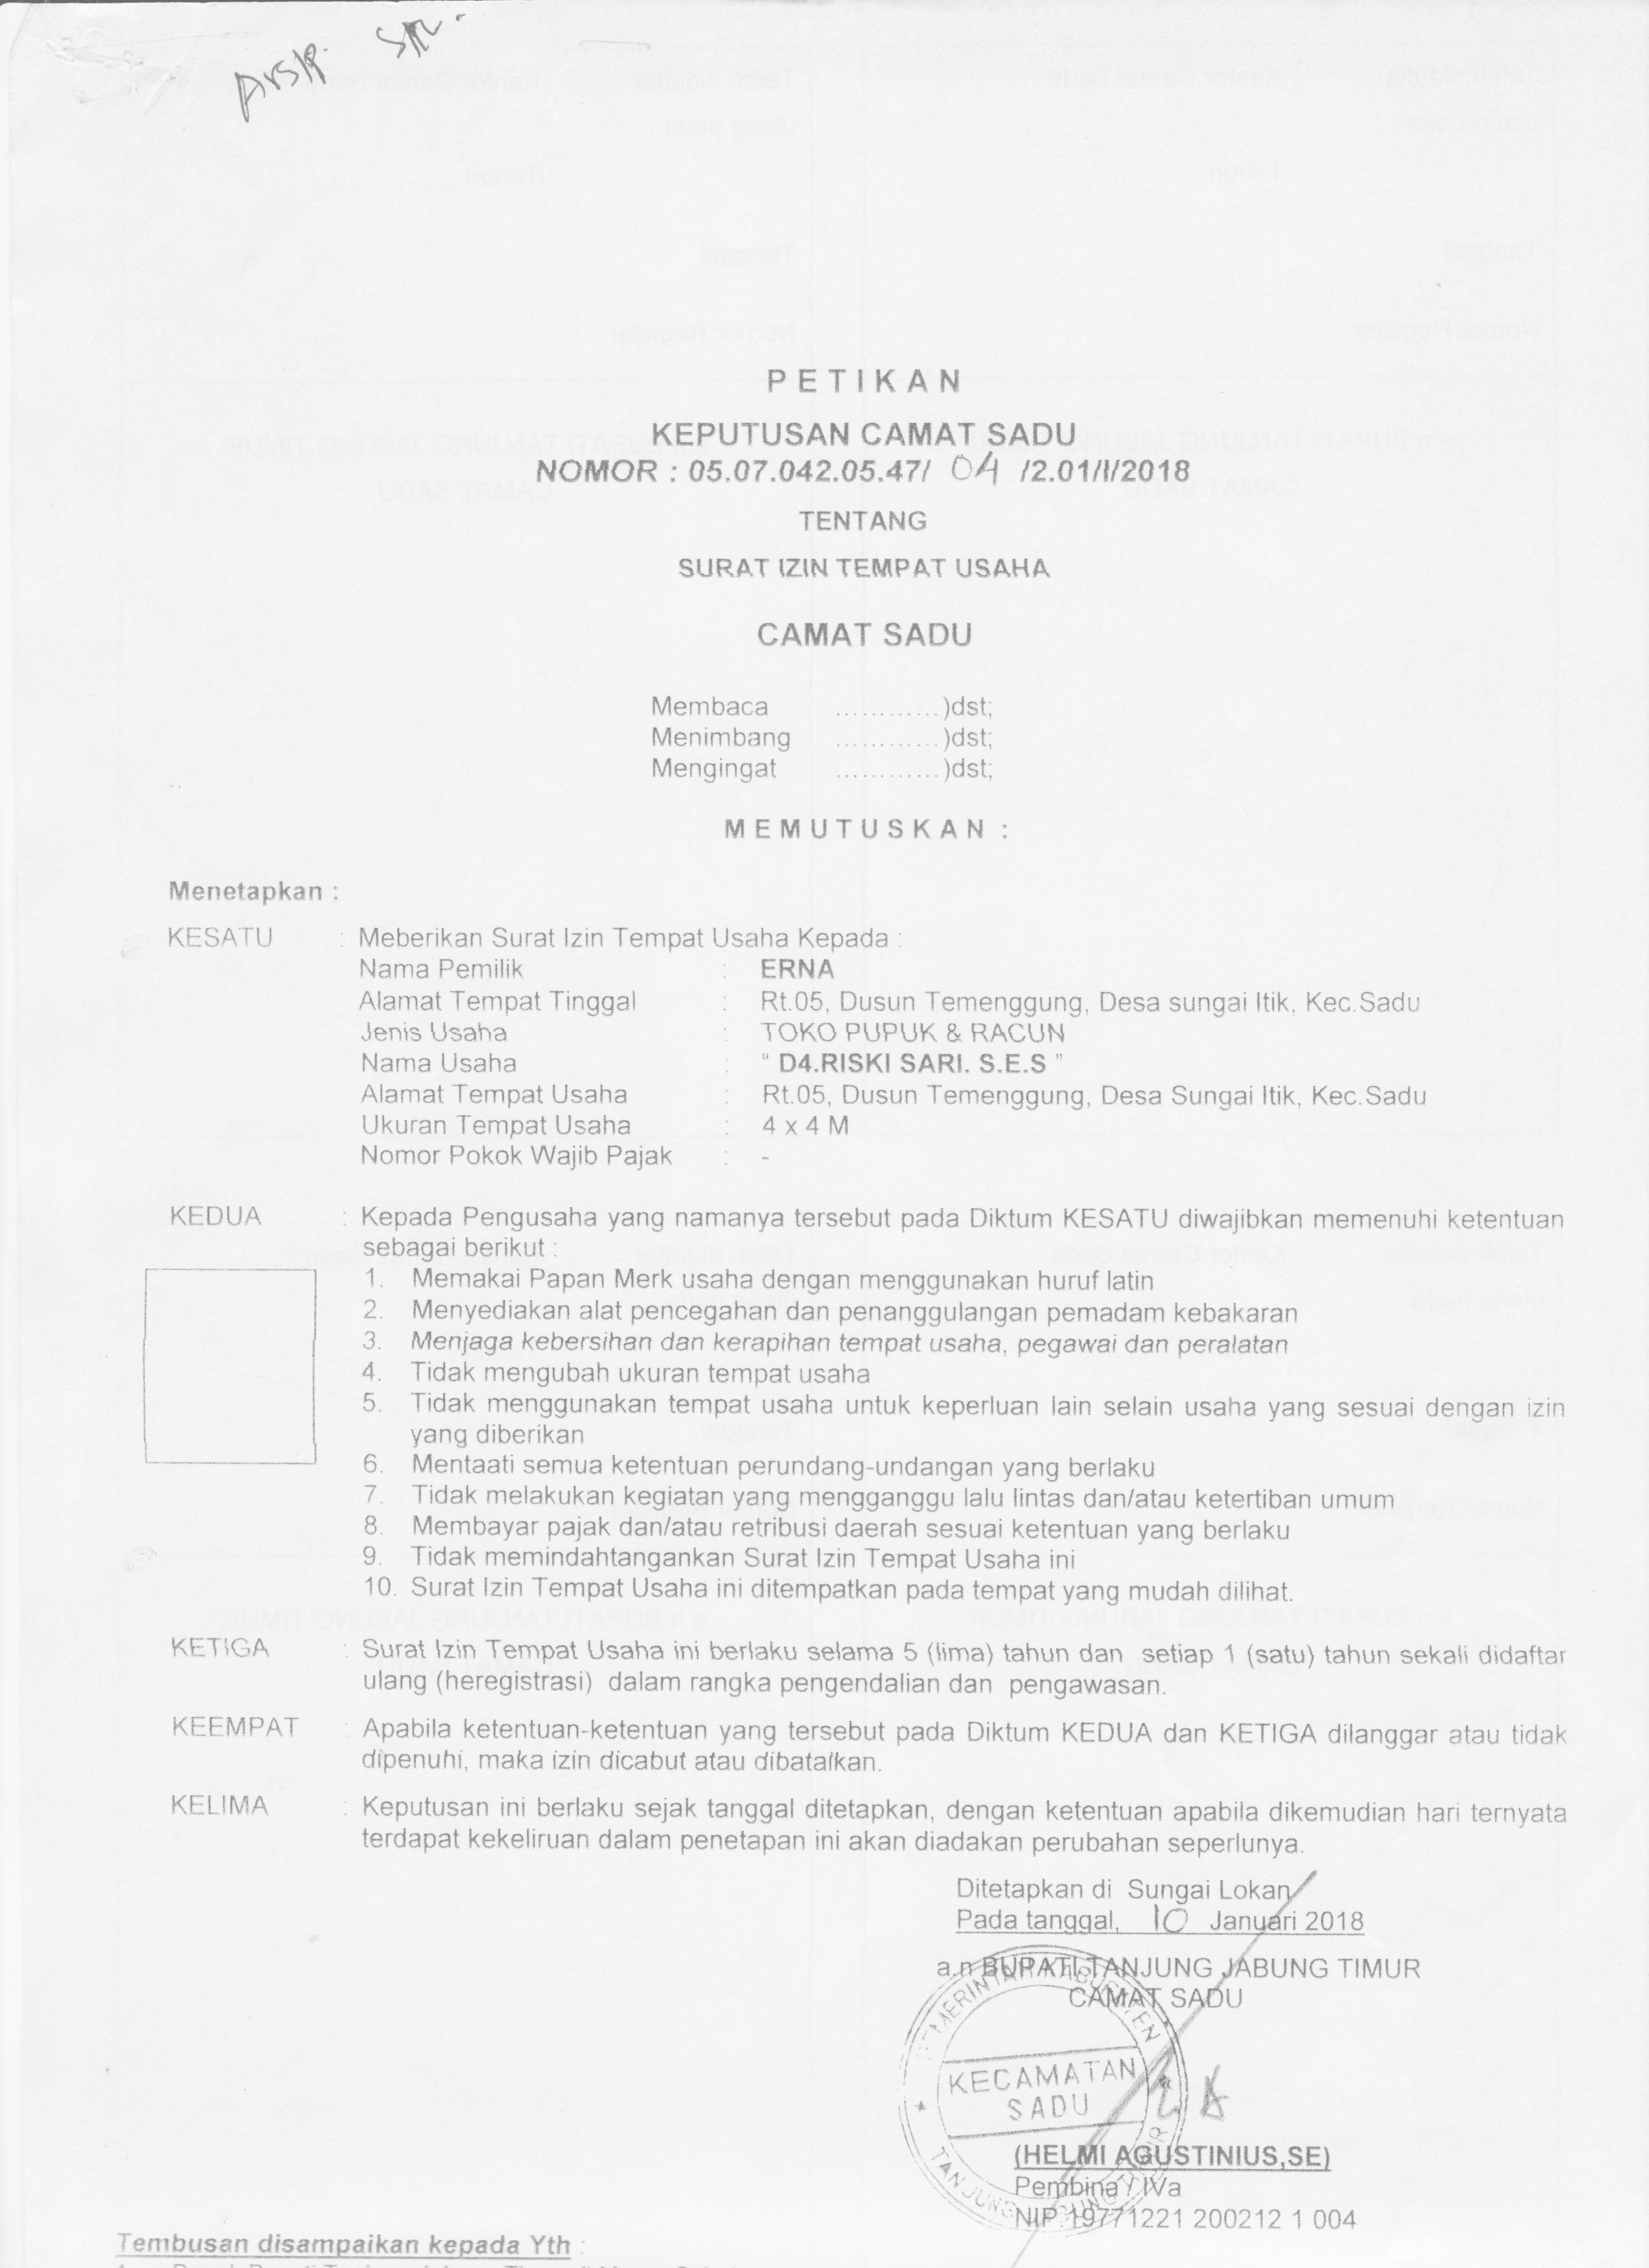 Arsip.
PETIKAN
KEPUTUSAN CAMAT SADU
NOMOR : 05.07.042.05.47/ 04 /2.01/I/2018
TENTANG
SURAT IZIN TEMPAT USAHA
CAMAT SADU
Membaca ............)dst;
Menimbang ............)dst;
Mengingat ............)dst;
MEMUTUSKAN :
Menetapkan :
KESATU : Meberikan Surat Izin Tempat Usaha Kepada :
Nama Pemilik : ERNA
Alamat Tempat Tinggal : Rt.05, Dusun Temenggung, Desa sungai Itik, Kec.Sadu
Jenis Usaha : TOKO PUPUK & RACUN
Nama Usaha : “ D4.RISKI SARI. S.E.S ”
Alamat Tempat Usaha : Rt.05, Dusun Temenggung, Desa Sungai Itik, Kec.Sadu
Ukuran Tempat Usaha : 4 x 4 M
Nomor Pokok Wajib Pajak : -
KEDUA : Kepada Pengusaha yang namanya tersebut pada Diktum KESATU diwajibkan memenuhi ketentuan
sebagai berikut :
1. Memakai Papan Merk usaha dengan menggunakan huruf latin
2. Menyediakan alat pencegahan dan penanggulangan pemadam kebakaran
3. Menjaga kebersihan dan kerapihan tempat usaha, pegawai dan peralatan
4. Tidak mengubah ukuran tempat usaha
5. Tidak menggunakan tempat usaha untuk keperluan lain selain usaha yang sesuai dengan izin
yang diberikan
6. Mentaati semua ketentuan perundang-undangan yang berlaku
7. Tidak melakukan kegiatan yang mengganggu lalu lintas dan/atau ketertiban umum
8. Membayar pajak dan/atau retribusi daerah sesuai ketentuan yang berlaku
9. Tidak memindahtangankan Surat Izin Tempat Usaha ini
10. Surat Izin Tempat Usaha ini ditempatkan pada tempat yang mudah dilihat.
KETIGA : Surat Izin Tempat Usaha ini berlaku selama 5 (lima) tahun dan setiap 1 (satu) tahun sekali didaftar
ulang (heregistrasi) dalam rangka pengendalian dan pengawasan.
KEEMPAT : Apabila ketentuan-ketentuan yang tersebut pada Diktum KEDUA dan KETIGA dilanggar atau tidak
dipenuhi, maka izin dicabut atau dibatalkan.
KELIMA : Keputusan ini berlaku sejak tanggal ditetapkan, dengan ketentuan apabila dikemudian hari ternyata
terdapat kekeliruan dalam penetapan ini akan diadakan perubahan seperlunya.
Ditetapkan di Sungai Lokan
Pada tanggal, 10 Januari 2018
a.n BUPATI TANJUNG JABUNG TIMUR
CAMAT SADU
PEMERINTAH KABUPATEN
KECAMATAN
SADU
TANJUNG JABUNG TIMUR
(HELMI AGUSTINIUS,SE)
Pembina / IVa
NIP. 19771221 200212 1 004
Tembusan disampaikan kepada Yth :